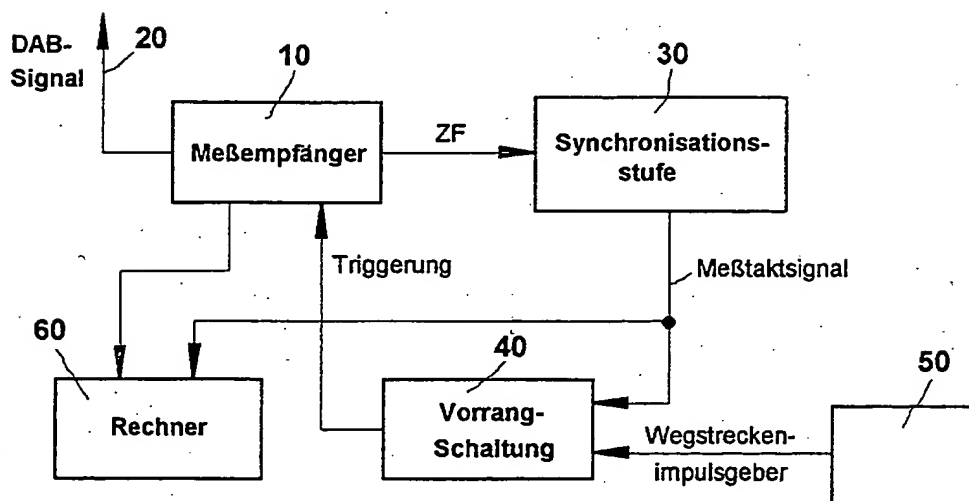 DAB-
Signal
20
10
30
Meßempfänger
ZF
Synchronisations-
stufe
Triggerung
Meßtaktsignal
60
40
50
Rechner
Vorrang-
Schaltung
Wegstrecken-
impulsgeber